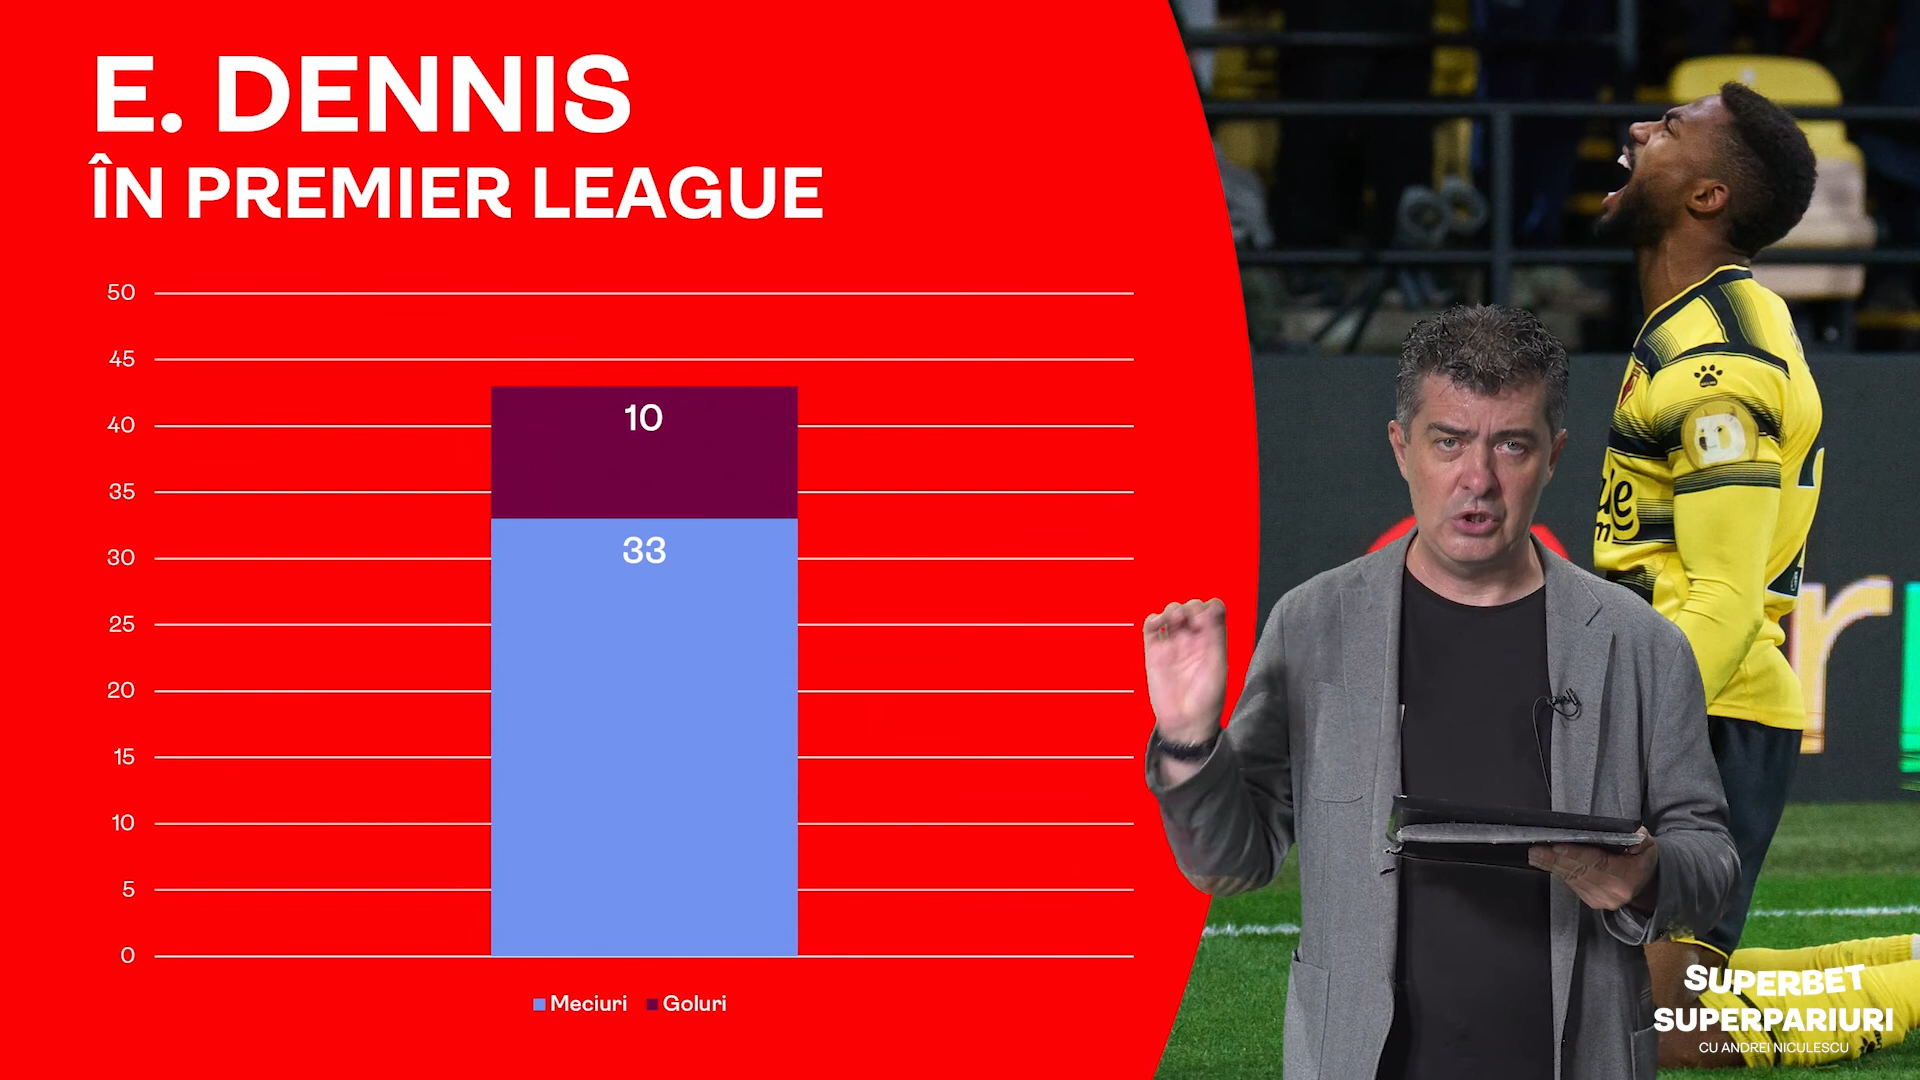 E. DENNIS
ÎN PREMIER LEAGUE
50
45
40
35
30
25
20
15
10
5
0
10
33
Meciuri Goluri
SUPERBET
SUPERPARIURI
CU ANDREI NICULESCU